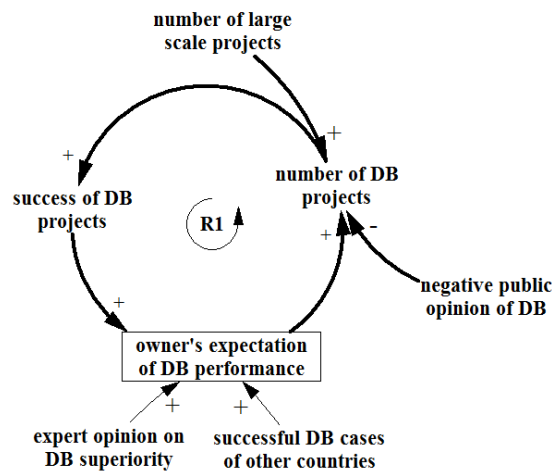 number of large
scale projects
+
+
number of DB
projects
success of DB
projects
R1
+
-
negative public
opinion of DB
+
owner's expectation
of DB performance
+
+
expert opinion on
DB superiority
successful DB cases
of other countries